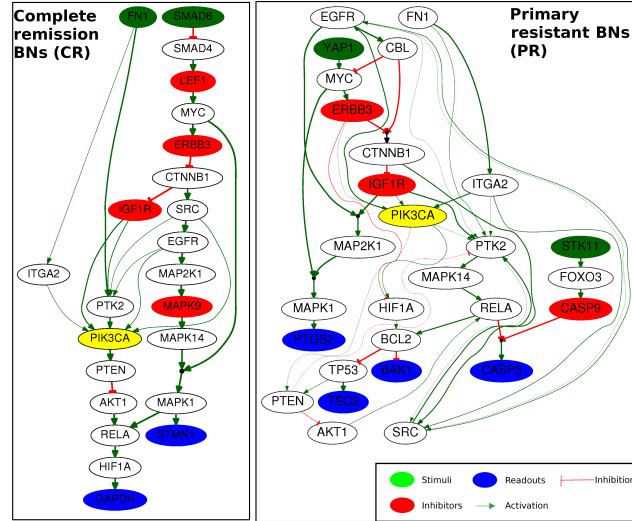 Complete
remission
BNs (CR)
FN1
SMAD6
SMAD4
LEF1
MYC
ERBB3
CTNNB1
IGF1R
SRC
EGFR
ITGA2
MAP2K1
PTK2
MAPK9
PIK3CA
MAPK14
PTEN
AKT1
MAPK1
RELA
STMN1
HIF1A
GAPDH
Primary
resistant BNs
(PR)
EGFR
FN1
YAP1
CBL
MYC
ERBB3
CTNNB1
IGF1R
ITGA2
PIK3CA
MAP2K1
PTK2
STK11
MAPK14
FOXO3
MAPK1
HIF1A
RELA
CASP9
PTGS2
BCL2
TP53
BAK1
CASP3
PTEN
TSC2
AKT1
SRC
Stimuli
Readouts
Inhibition
Inhibitors
Activation